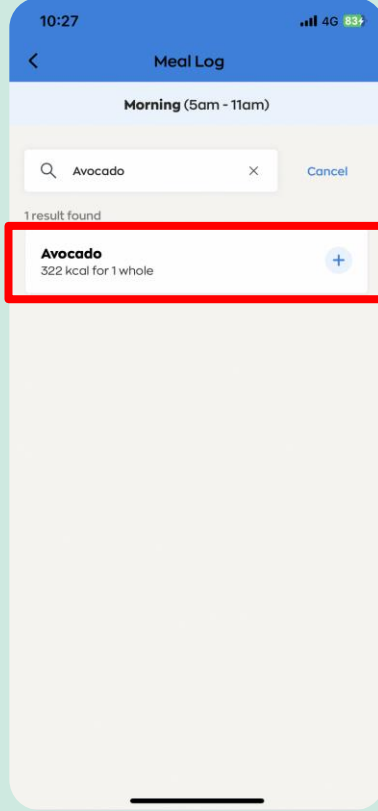 10:27 4G 83
Meal Log
Morning (5am - 11am)
Avocado Cancel
1 result found
Avocado
322 kcal for 1 whole